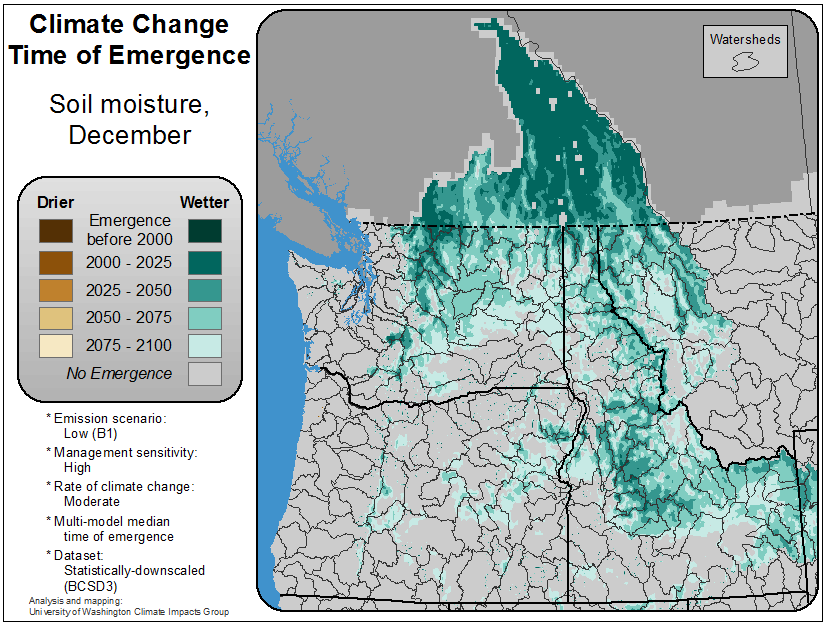 Climate Change
Time of Emergence
Soil moisture,
December
Drier
Wetter
Emergence
before 2000
2000 - 2025
2025 - 2050
2050 - 2075
2075 - 2100
No Emergence
* Emission scenario:
Low (B1)
* Management sensitivity:
High
* Rate of climate change:
Moderate
* Multi-model median
time of emergence
* Dataset:
Statistically-downscaled
(BCSD3)
Analysis and mapping:
University of Washington Climate Impacts Group
Watersheds